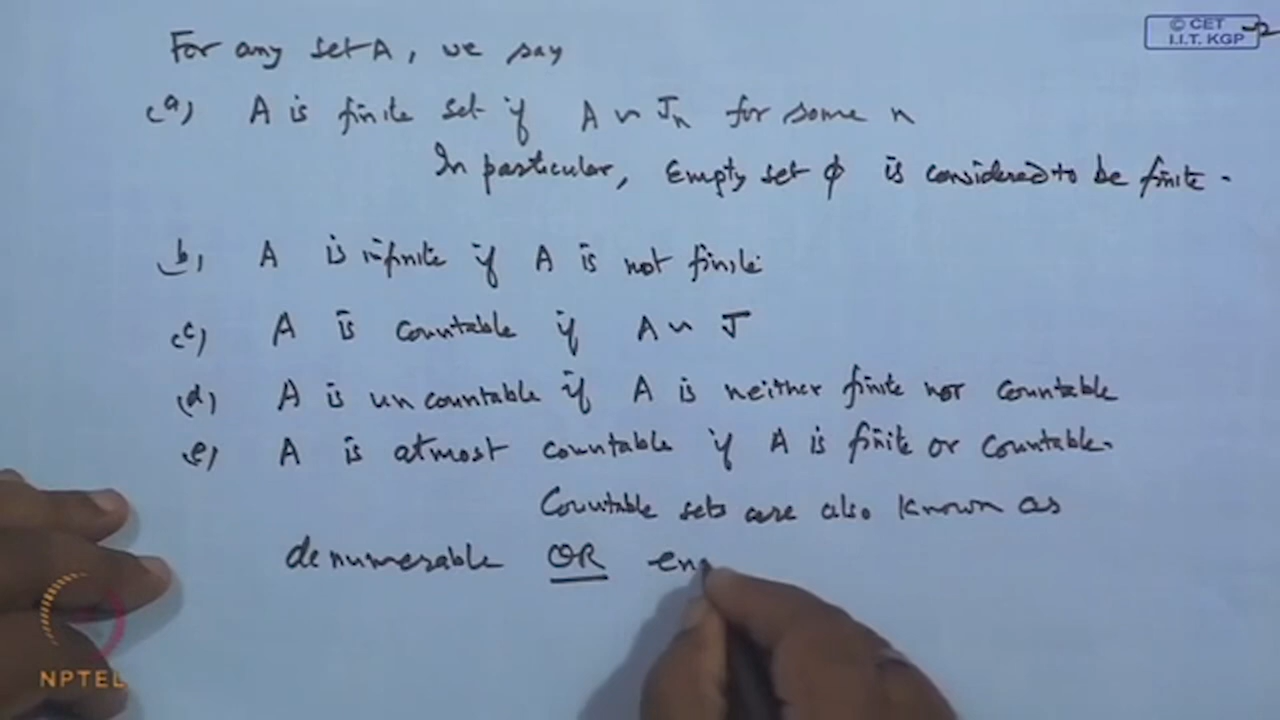 © CET
I.I.T. KGP
For any set A, we say
(a) A is finite set if A ~ Jn for some n
In particular, Empty set ϕ is considered to be finite.
(b) A is infinite if A is not finite
(c) A is countable if A ~ J
(d) A is uncountable if A is neither finite nor countable
(e) A is atmost countable if A is finite or countable.
Countable sets are also known as
denumerable OR en
NPTEL